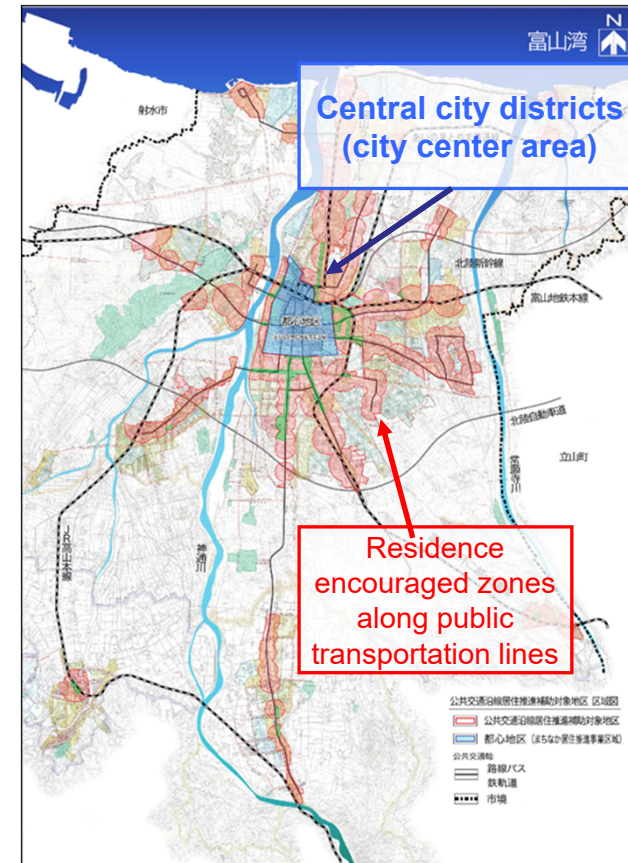 N
富山湾
射水市
Central city districts
(city center area)
北陸新幹線
富山地鉄本線
都心地区
北陸自動車道
立山町
常願寺川
JR高山本線
神通川
Residence
encouraged zones
along public
transportation lines
公共交通沿線居住推進補助対象地区 区域図
公共交通沿線居住推進補助対象地区
都心地区(まちなか居住推進事業区域)
公共交通軸
路線バス
鉄軌道
市境